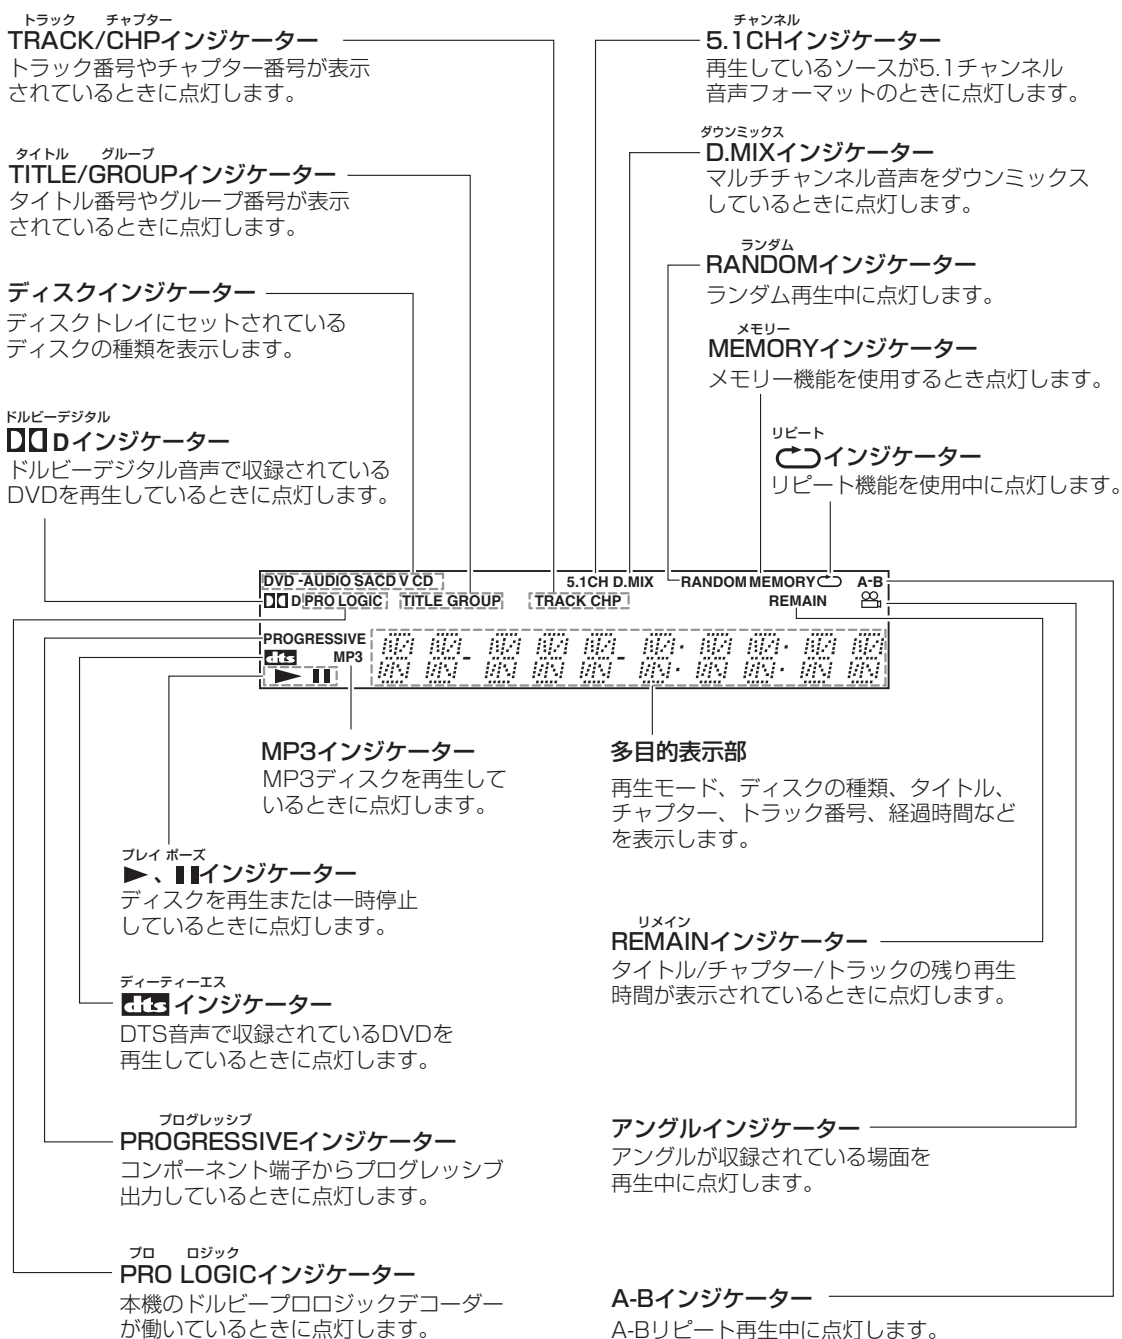 トラック チャプター
TRACK/CHPインジケーター
トラック番号やチャプター番号が表示
されているときに点灯します。
タイトル グループ
TITLE/GROUPインジケーター
タイトル番号やグループ番号が表示
されているときに点灯します。
ディスクインジケーター
ディスクトレイにセットされている
ディスクの種類を表示します。
ドルビーデジタル
Dインジケーター
ドルビーデジタル音声で収録されている
DVDを再生しているときに点灯します。
チャンネル
5.1CHインジケーター
再生しているソースが5.1チャンネル
音声フォーマットのときに点灯します。
ダウンミックス
D.MIXインジケーター
マルチチャンネル音声をダウンミックス
しているときに点灯します。
ランダム
RANDOMインジケーター
ランダム再生中に点灯します。
メモリー
MEMORYインジケーター
メモリー機能を使用するとき点灯します。
リピート
インジケーター
リピート機能を使用中に点灯します。
DVD -AUDIO SACD V CD 5.1CH D.MIX RANDOM MEMORY A-B
D PRO LOGIC TITLE GROUP TRACK CHP REMAIN
PROGRESSIVE
dts MP3
MP3インジケーター
MP3ディスクを再生して
いるときに点灯します。
多目的表示部
再生モード、ディスクの種類、タイトル、
チャプター、トラック番号、経過時間など
を表示します。
プレイ ポーズ
▶、❚❚インジケーター
ディスクを再生または一時停止
しているときに点灯します。
リメイン
REMAINインジケーター
タイトル/チャプター/トラックの残り再生
時間が表示されているときに点灯します。
ディーティーエス
dts インジケーター
DTS音声で収録されているDVDを
再生しているときに点灯します。
プログレッシブ
PROGRESSIVEインジケーター
コンポーネント端子からプログレッシブ
出力しているときに点灯します。
アングルインジケーター
アングルが収録されている場面を
再生中に点灯します。
プロ ロジック
PRO LOGICインジケーター
本機のドルビープロロジックデコーダー
が働いているときに点灯します。
A-Bインジケーター
A-Bリピート再生中に点灯します。